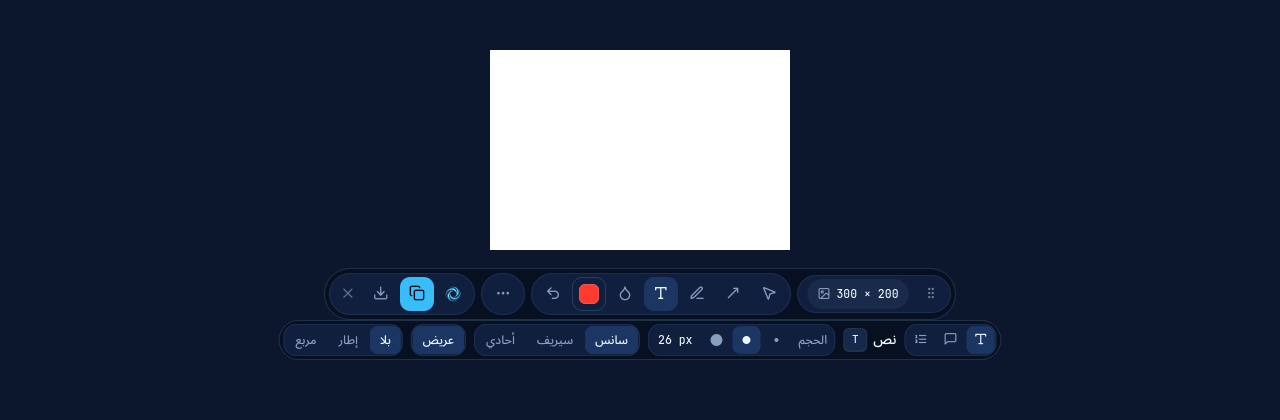 300 × 200
نص T
الحجم 26 px
سانس سيريف أحادي
عريض
بلا إطار مربع